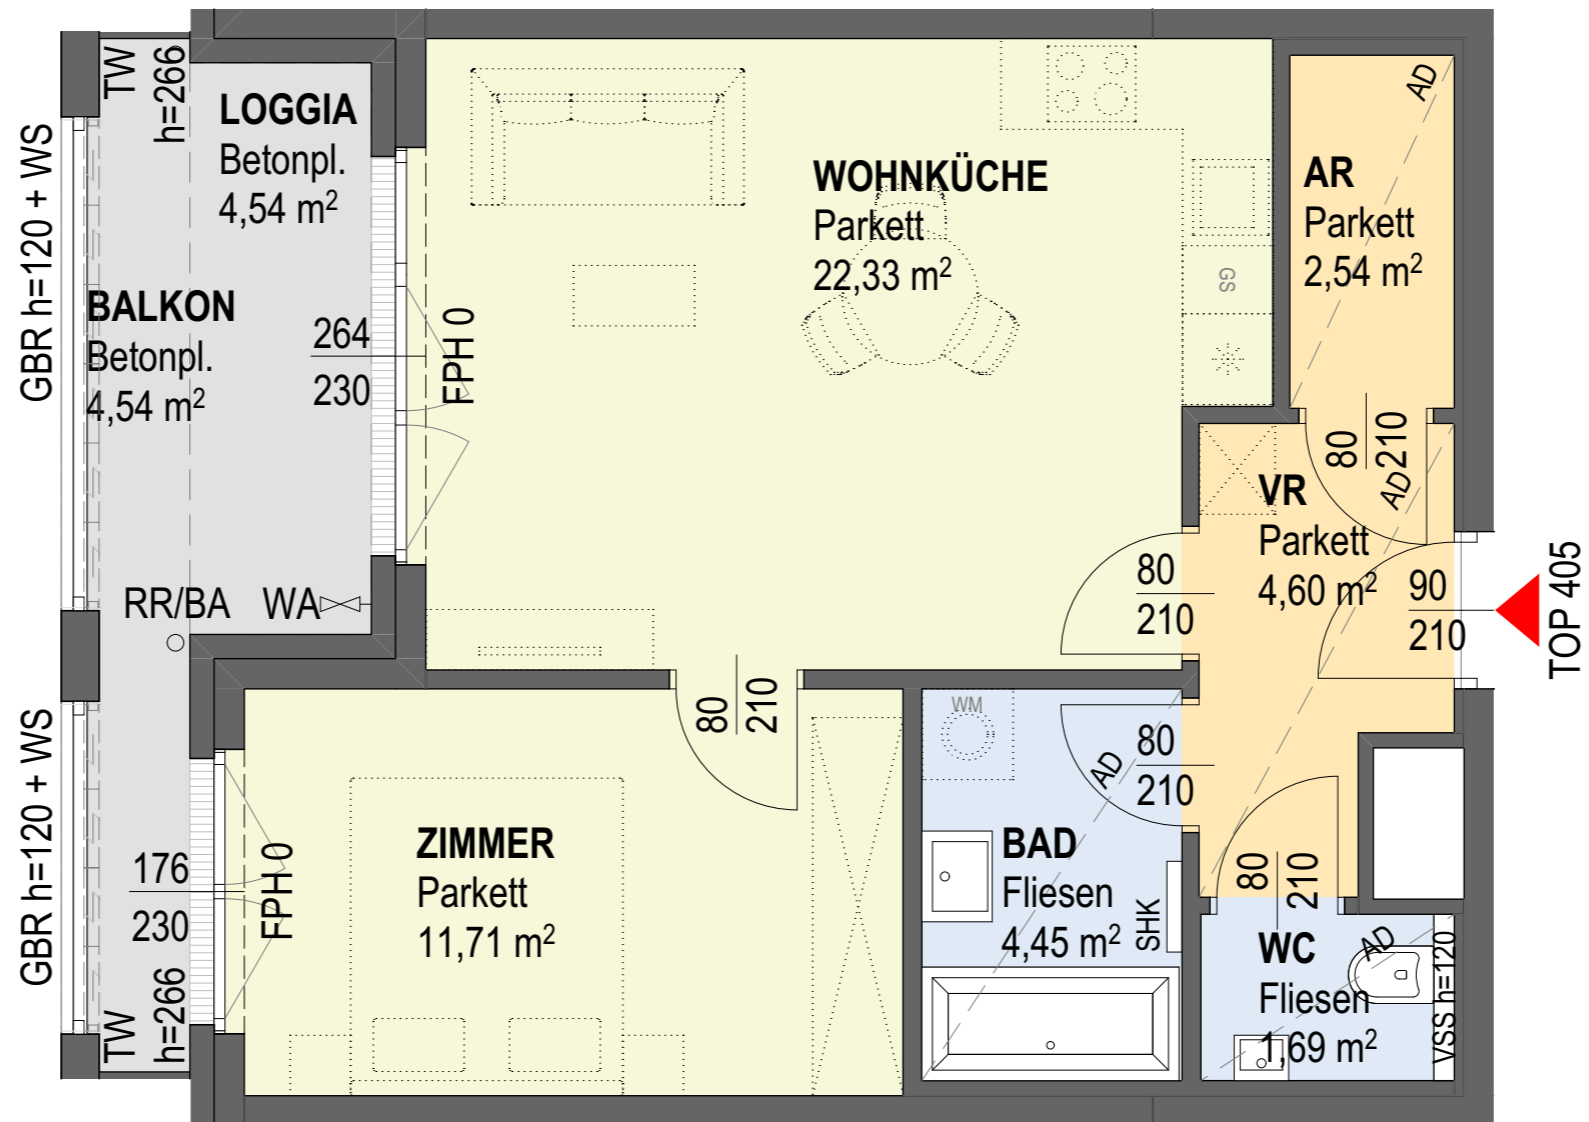 TW
h=266
GBR h=120 + WS
LOGGIA
Betonpl.
4,54 m²
BALKON
Betonpl.
4,54 m²
264
230
FPH 0
RR/BA
WA
WOHNKÜCHE
Parkett
22,33 m²
GS
AR
Parkett
2,54 m²
AD
80
210
AD
VR
Parkett
4,60 m²
80
210
90
210
TOP 405
GBR h=120 + WS
176
230
FPH 0
TW
h=266
ZIMMER
Parkett
11,71 m²
80
210
WM
AD
80
210
BAD
Fliesen
4,45 m²
SHK
80
210
WC
Fliesen
1,69 m²
AD
VSS h=120